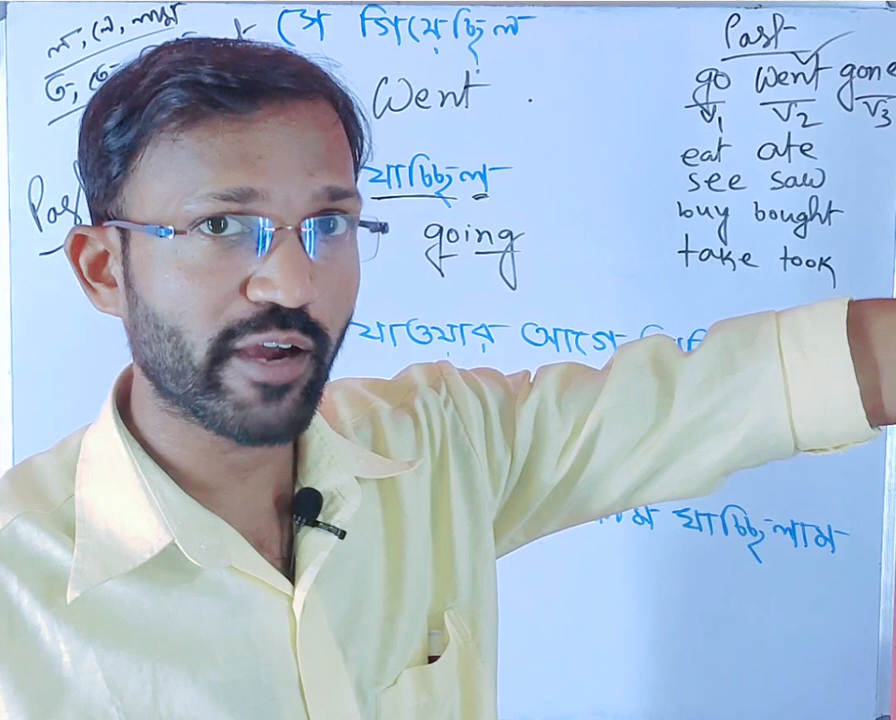 ল, লে, লাম
সে গিয়েছিল
Went.
যাচ্ছিল
going
যাওয়ার আগে
যাচ্ছিলাম
Past
go went gone
V1 V2 V3
eat ate
see saw
buy bought
take took